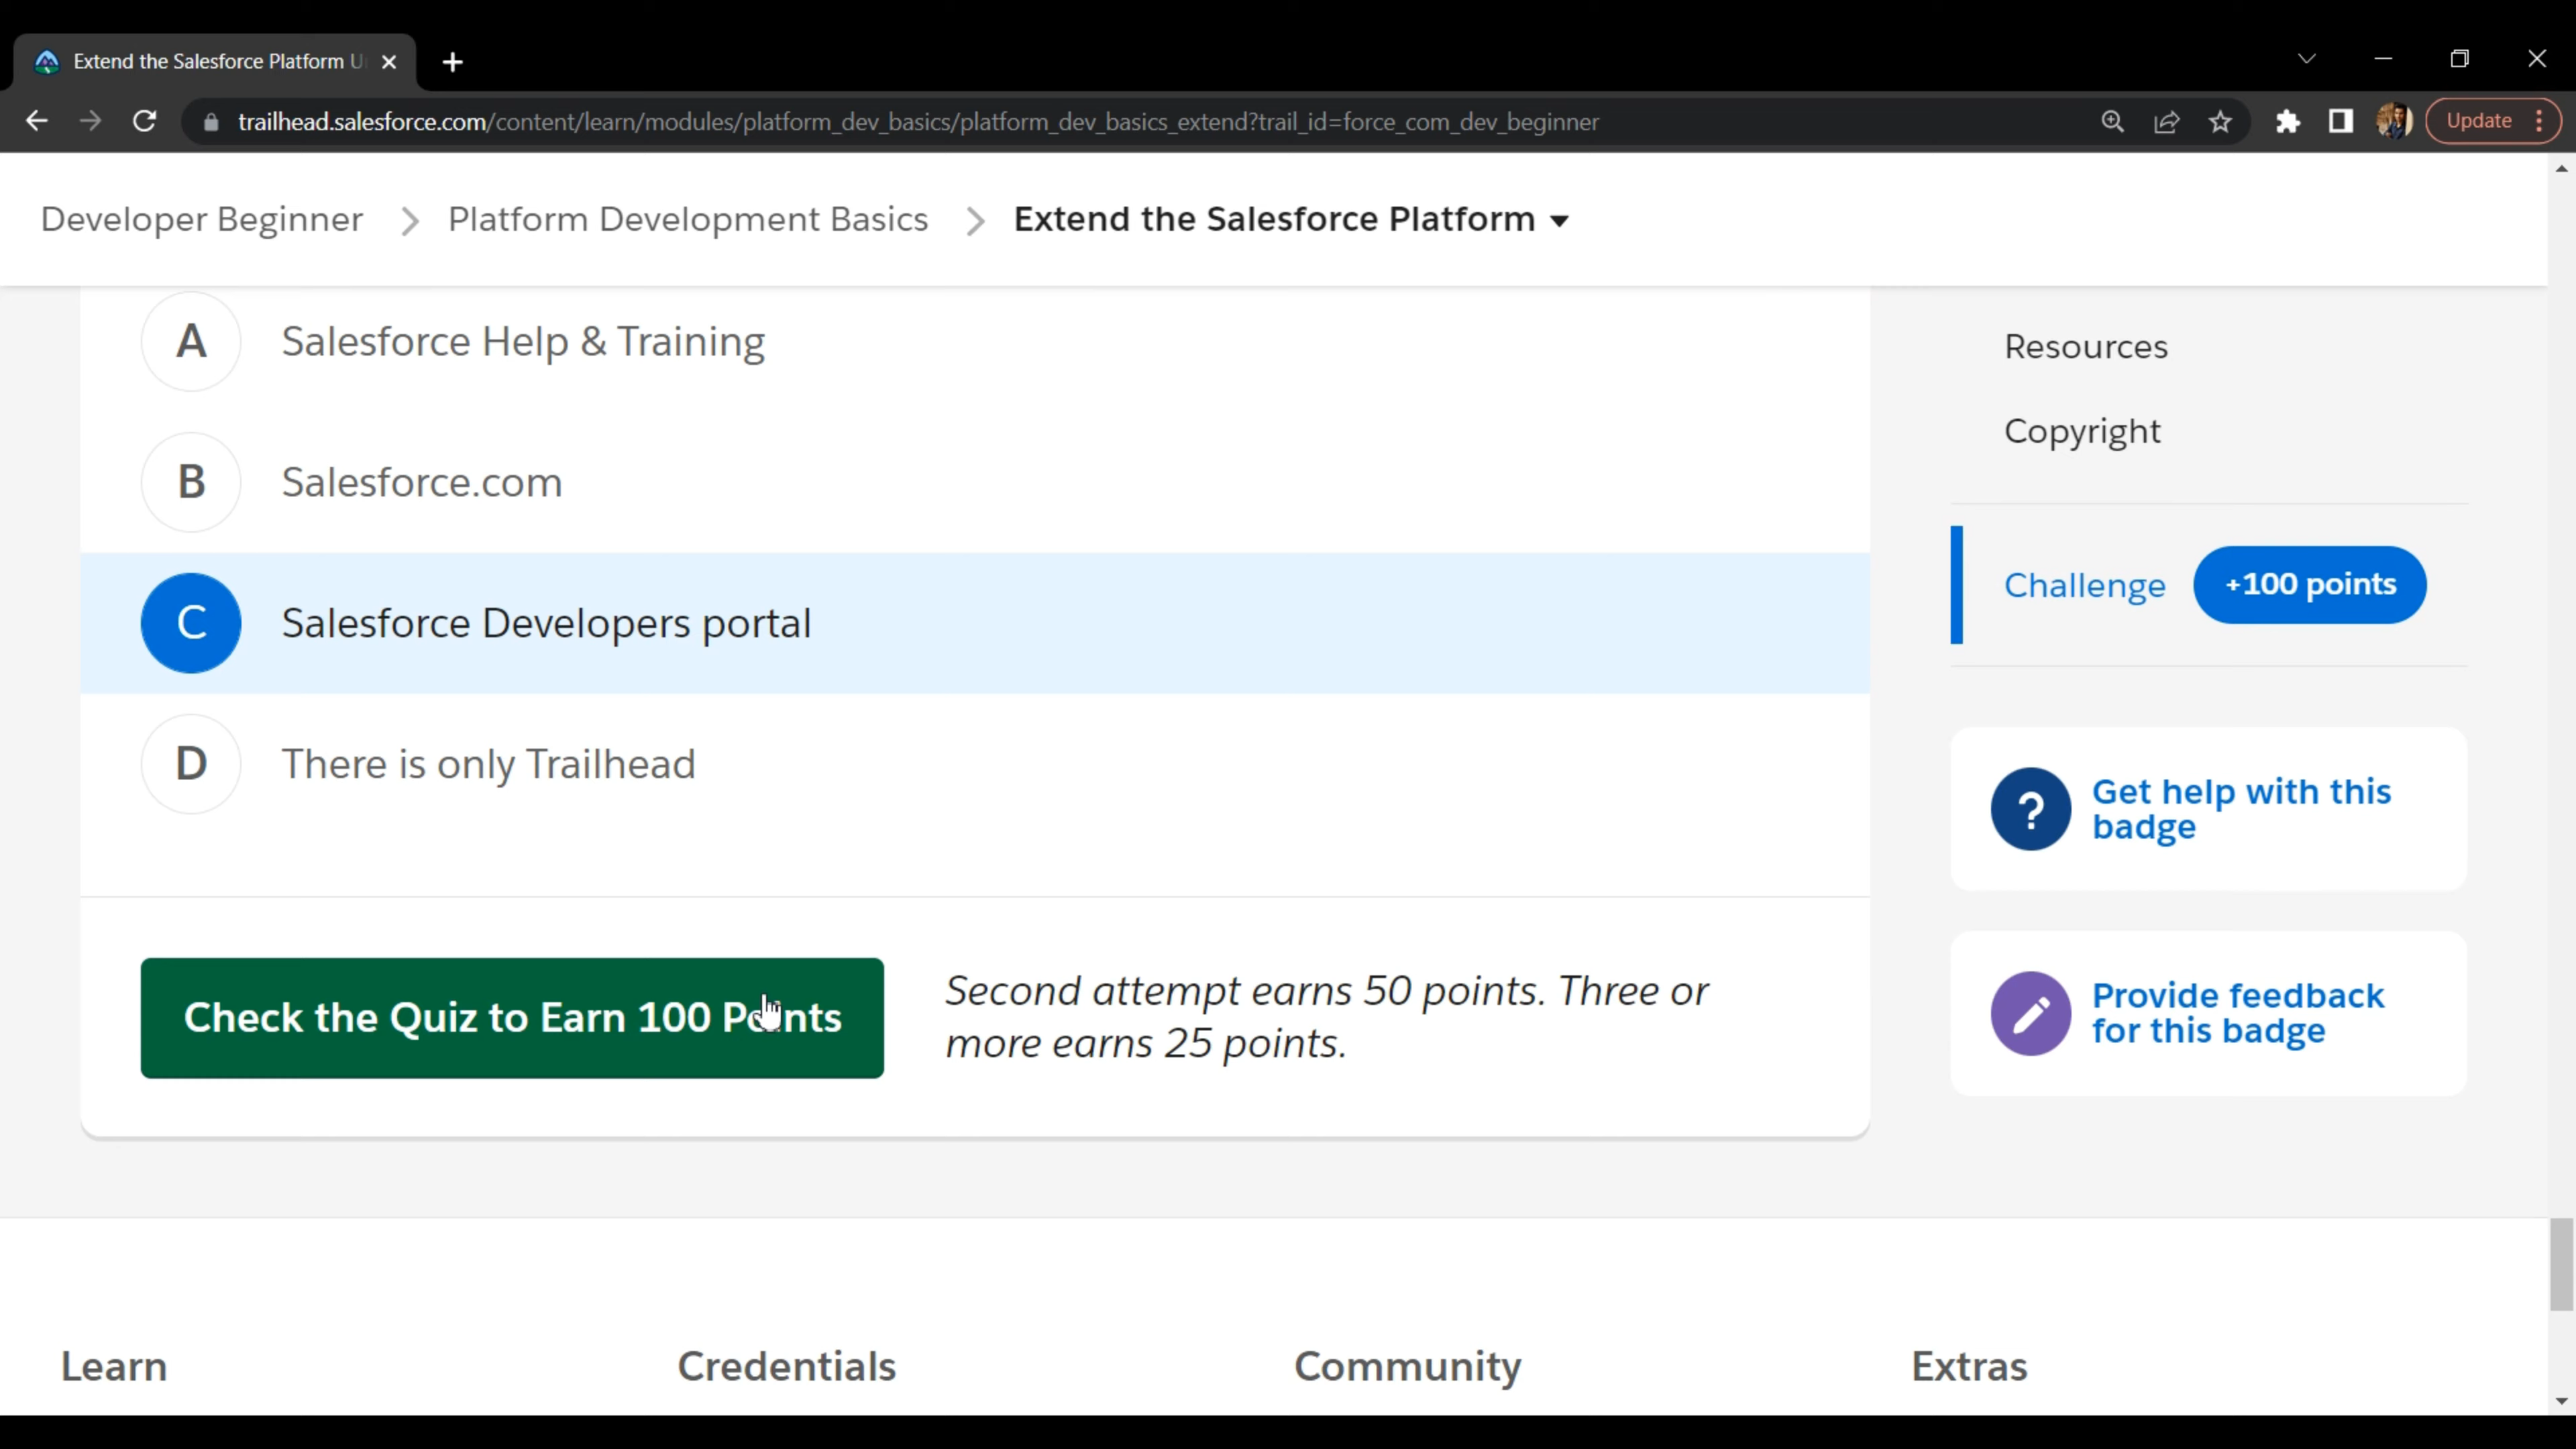 Extend the Salesforce Platform U
trailhead.salesforce.com/content/learn/modules/platform_dev_basics/platform_dev_basics_extend?trail_id=force_com_dev_beginner
Update
Developer Beginner > Platform Development Basics > Extend the Salesforce Platform
A Salesforce Help & Training
B Salesforce.com
C Salesforce Developers portal
D There is only Trailhead
Check the Quiz to Earn 100 Points
Second attempt earns 50 points. Three or
more earns 25 points.
Resources
Copyright
Challenge +100 points
? Get help with this
badge
Provide feedback
for this badge
Learn Credentials Community Extras